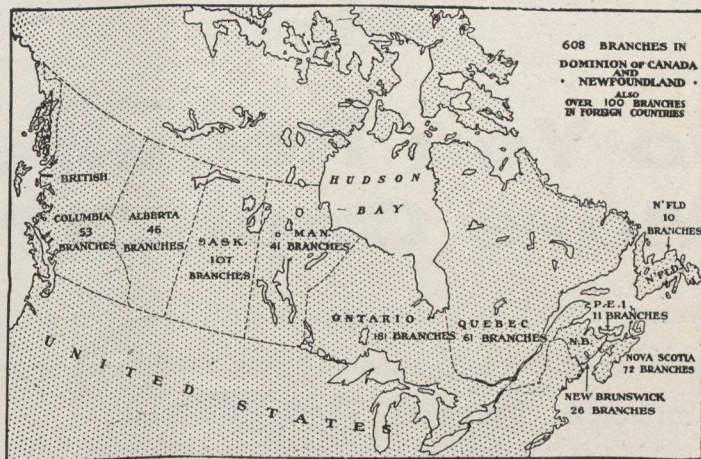 608 BRANCHES IN
DOMINION OF CANADA
AND
• NEWFOUNDLAND •
ALSO
OVER 100 BRANCHES
IN FOREIGN COUNTRIES
BRITISH
COLUMBIA
53
BRANCHES
ALBERTA
46
BRANCHES
SASK.
107
BRANCHES
MAN.
41 BRANCHES
HUDSON
BAY
ONTARIO
181 BRANCHES
QUEBEC
61 BRANCHES
N'FLD
10
BRANCHES
N'FLD.
P.E.I.
11 BRANCHES
N.B.
NOVA SCOTIA
72 BRANCHES
NEW BRUNSWICK
26 BRANCHES
UNITED STATES